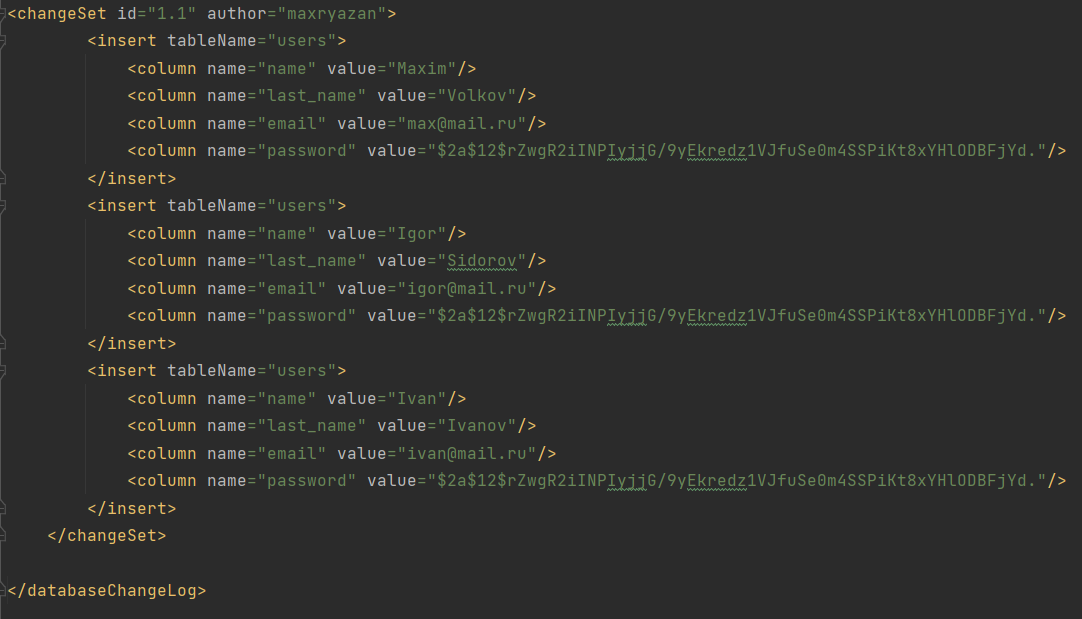 <changeSet id="1.1" author="maxryazan">
<insert tableName="users">
<column name="name" value="Maxim"/>
<column name="last_name" value="Volkov"/>
<column name="email" value="max@mail.ru"/>
<column name="password" value="$2a$12$rZwgR2iINPIyjjG/9yEkredz1VJfuSe0m4SSPiKt8xYHlODBFjYd."/>
</insert>
<insert tableName="users">
<column name="name" value="Igor"/>
<column name="last_name" value="Sidorov"/>
<column name="email" value="igor@mail.ru"/>
<column name="password" value="$2a$12$rZwgR2iINPIyjjG/9yEkredz1VJfuSe0m4SSPiKt8xYHlODBFjYd."/>
</insert>
<insert tableName="users">
<column name="name" value="Ivan"/>
<column name="last_name" value="Ivanov"/>
<column name="email" value="ivan@mail.ru"/>
<column name="password" value="$2a$12$rZwgR2iINPIyjjG/9yEkredz1VJfuSe0m4SSPiKt8xYHlODBFjYd."/>
</insert>
</changeSet>
</databaseChangeLog>